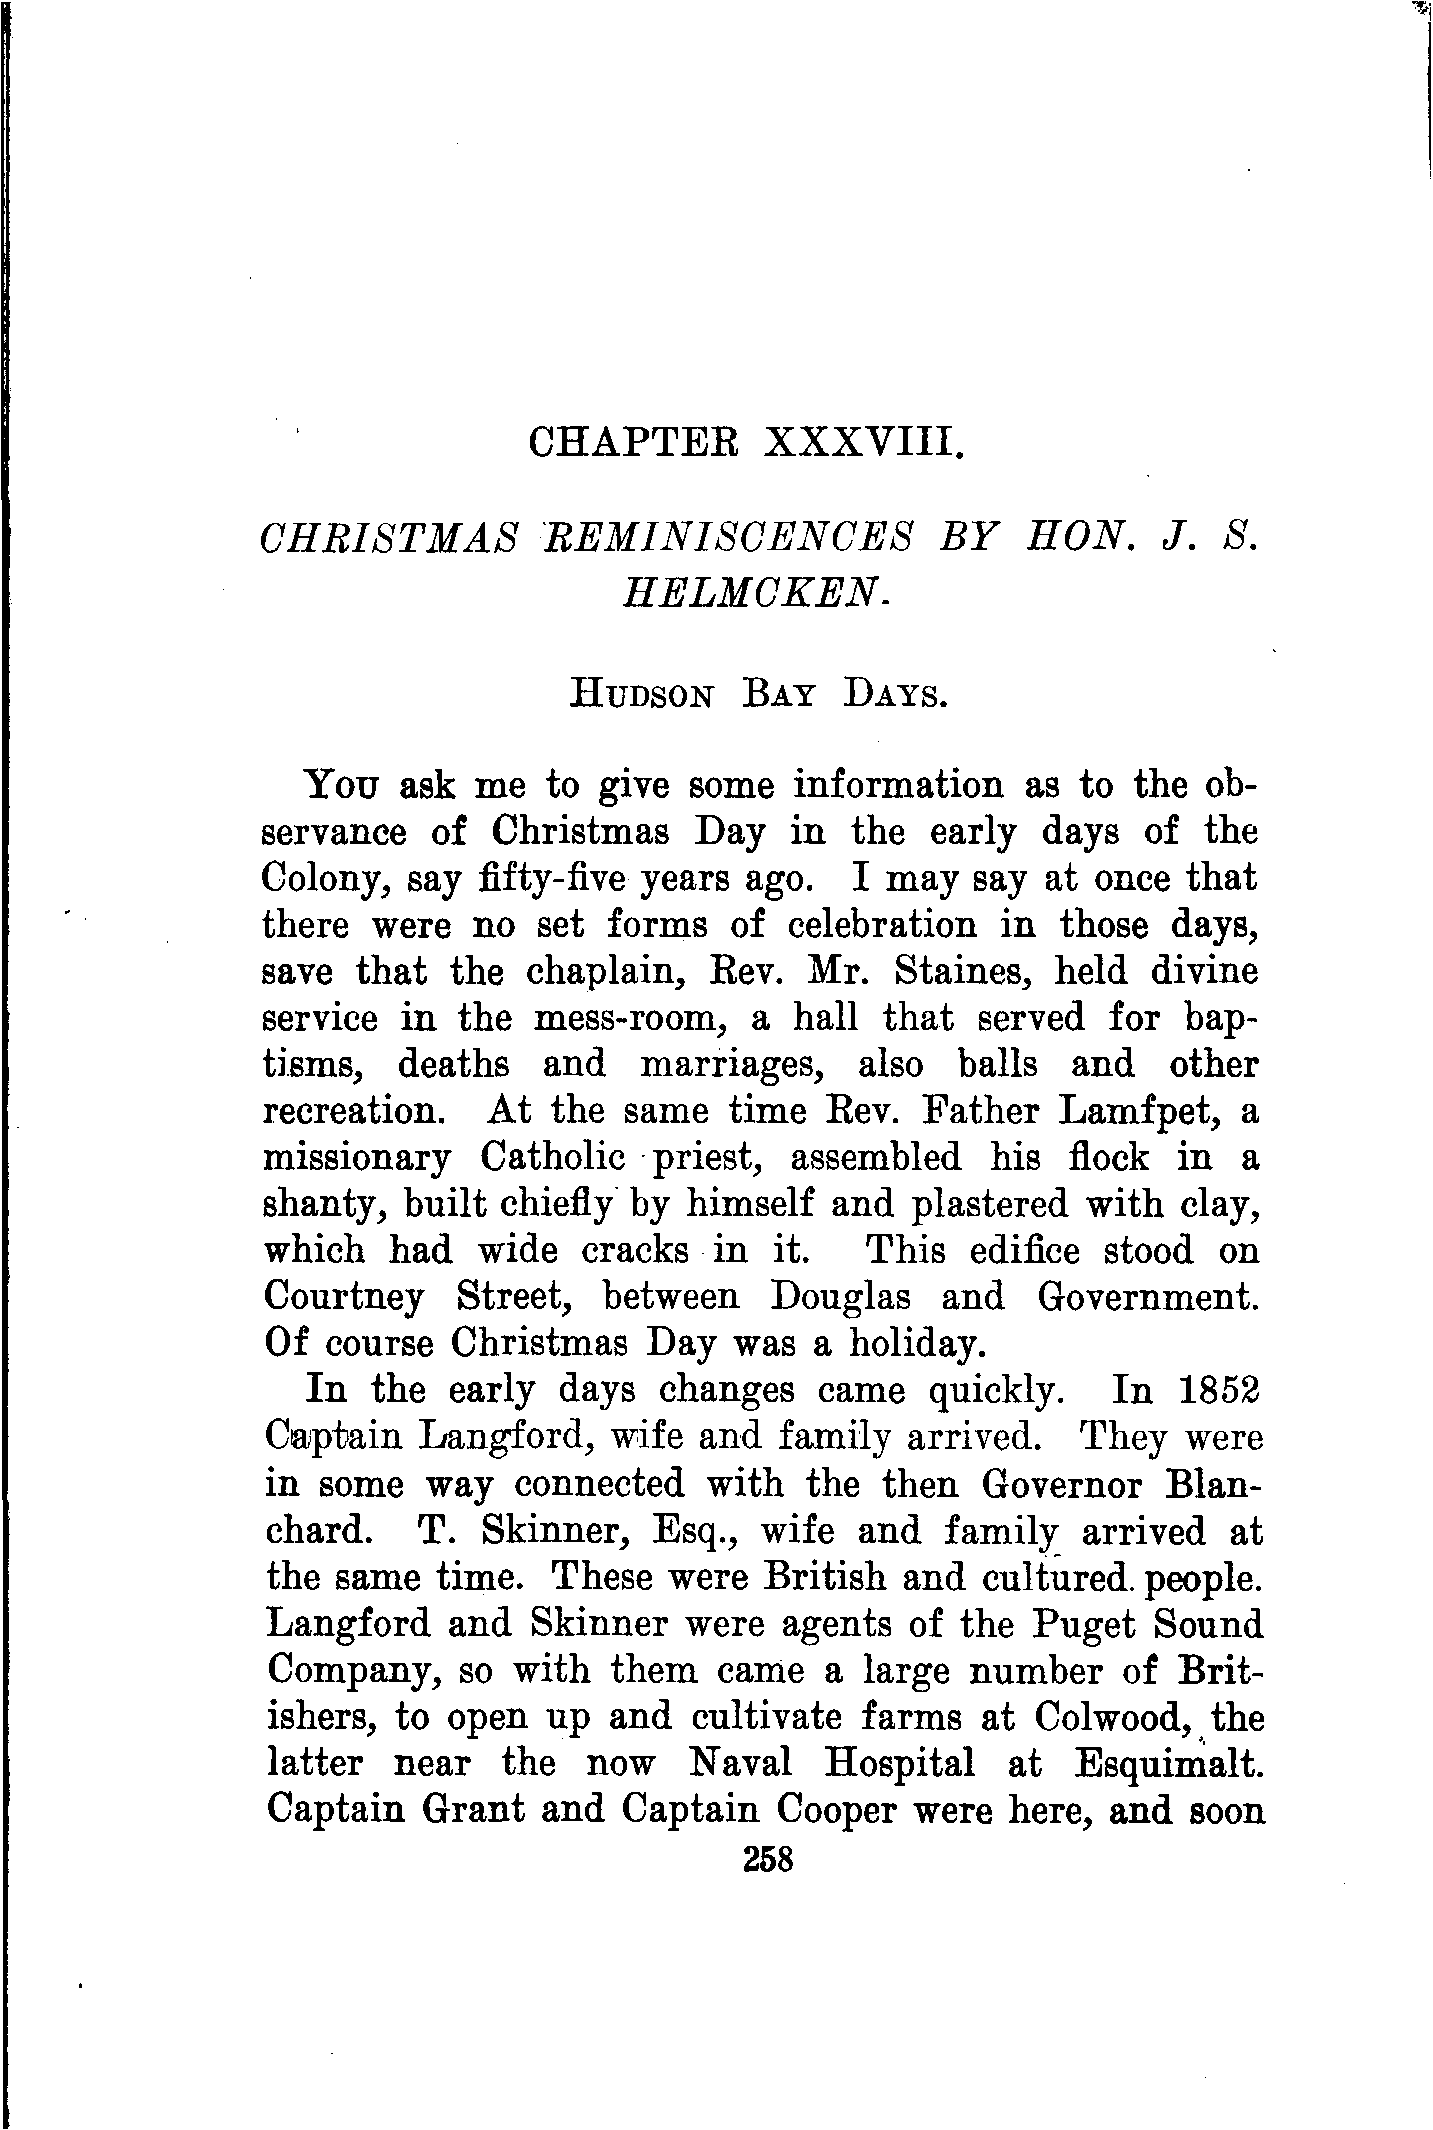 CHAPTER XXXVIII.
CHRISTMAS REMINISCENCES BY HON. J. S.
HELMCKEN.
HUDSON BAY DAYS.
YOU ask me to give some information as to the ob-
servance of Christmas Day in the early days of the
Colony, say fifty-five years ago. I may say at once that
there were no set forms of celebration in those days,
save that the chaplain, Rev. Mr. Staines, held divine
service in the mess-room, a hall that served for bap-
tisms, deaths and marriages, also balls and other
recreation. At the same time Rev. Father Lamfpet, a
missionary Catholic priest, assembled his flock in a
shanty, built chiefly by himself and plastered with clay,
which had wide cracks in it. This edifice stood on
Courtney Street, between Douglas and Government.
Of course Christmas Day was a holiday.
In the early days changes came quickly. In 1852
Captain Langford, wife and family arrived. They were
in some way connected with the then Governor Blan-
chard. T. Skinner, Esq., wife and family arrived at
the same time. These were British and cultured people.
Langford and Skinner were agents of the Puget Sound
Company, so with them came a large number of Brit-
ishers, to open up and cultivate farms at Colwood, the
latter near the now Naval Hospital at Esquimalt.
Captain Grant and Captain Cooper were here, and soon
258